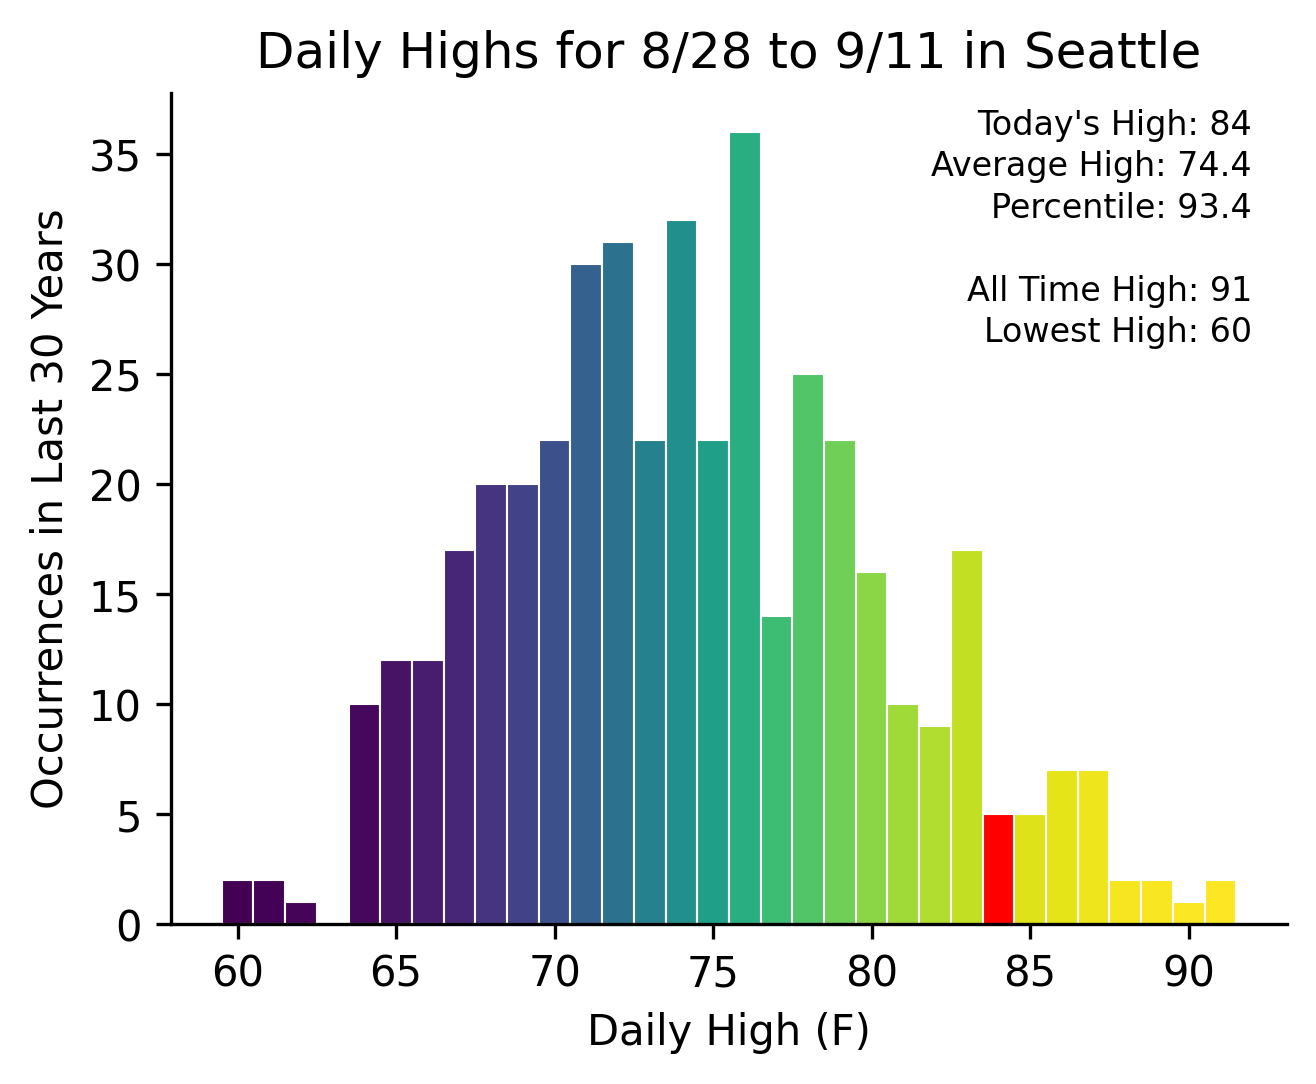 Daily Highs for 8/28 to 9/11 in Seattle
Today's High: 84
Average High: 74.4
Percentile: 93.4
All Time High: 91
Lowest High: 60
Occurrences in Last 30 Years
35
30
25
20
15
10
5
0
60 65 70 75 80 85 90
Daily High (F)